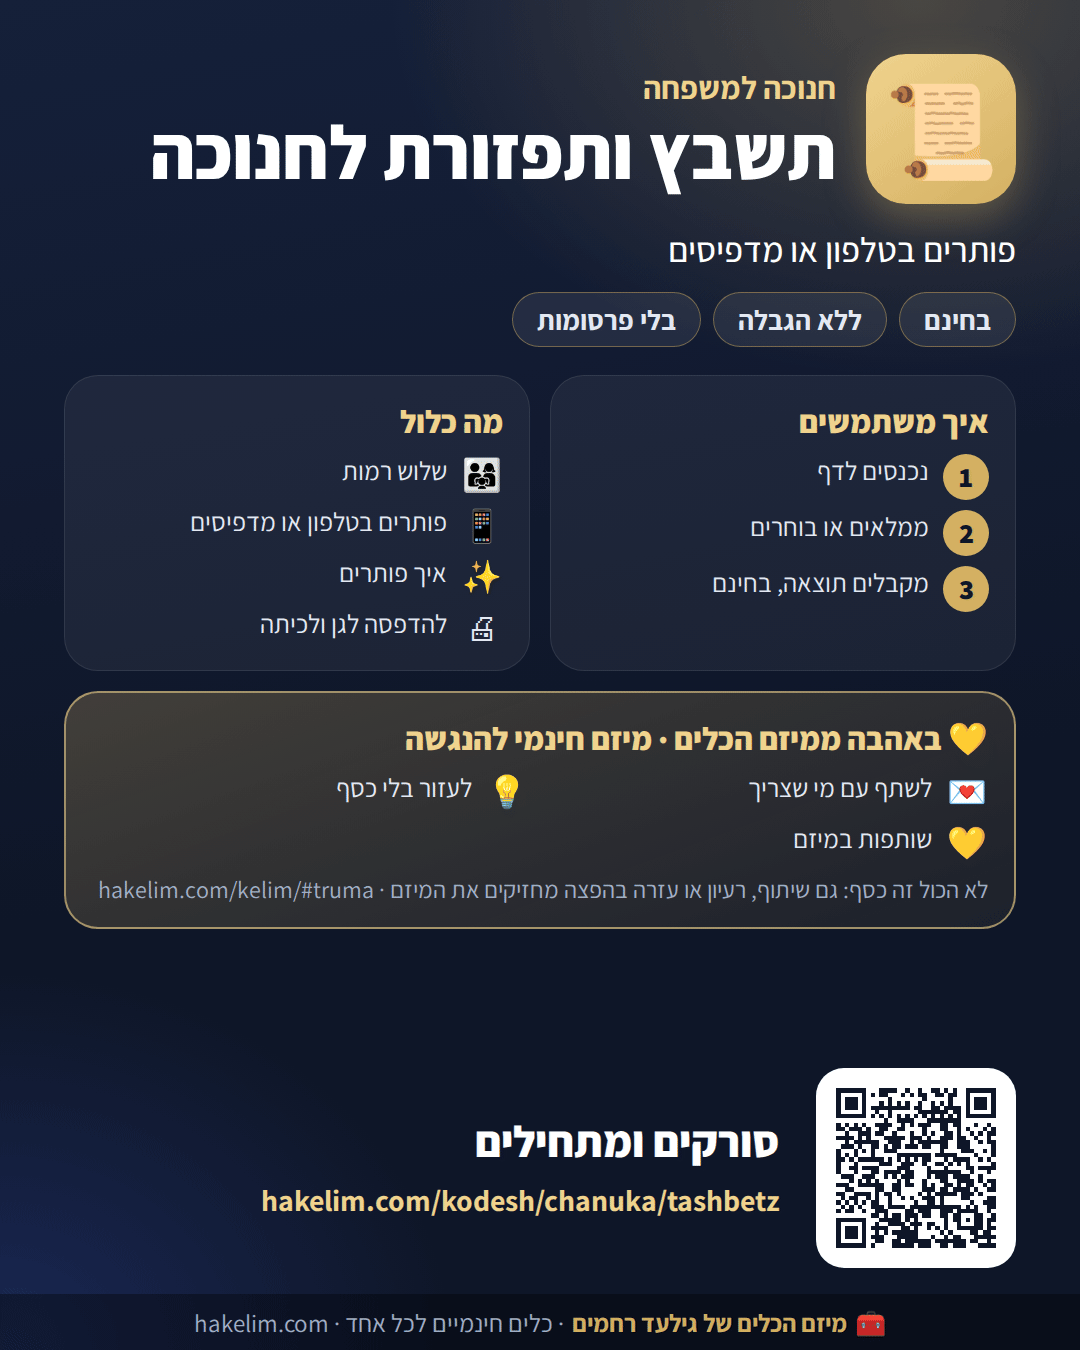 חנוכה למשפחה
תשבץ ותפזורת לחנוכה
פותרים בטלפון או מדפיסים
בחינם
ללא הגבלה
בלי פרסומות
איך משתמשים
1 נכנסים לדף
2 ממלאים או בוחרים
3 מקבלים תוצאה, בחינם
מה כלול
שלוש רמות
פותרים בטלפון או מדפיסים
איך פותרים
להדפסה לגן ולכיתה
באהבה ממיזם הכלים · מיזם חינמי להנגשה
לשתף עם מי שצריך
לעזור בלי כסף
שותפות במיזם
לא הכול זה כסף: גם שיתוף, רעיון או עזרה בהפצה מחזיקים את המיזם · hakelim.com/kelim/#truma
סורקים ומתחילים
hakelim.com/kodesh/chanuka/tashbetz
מיזם הכלים של גילעד רחמים · כלים חינמיים לכל אחד · hakelim.com